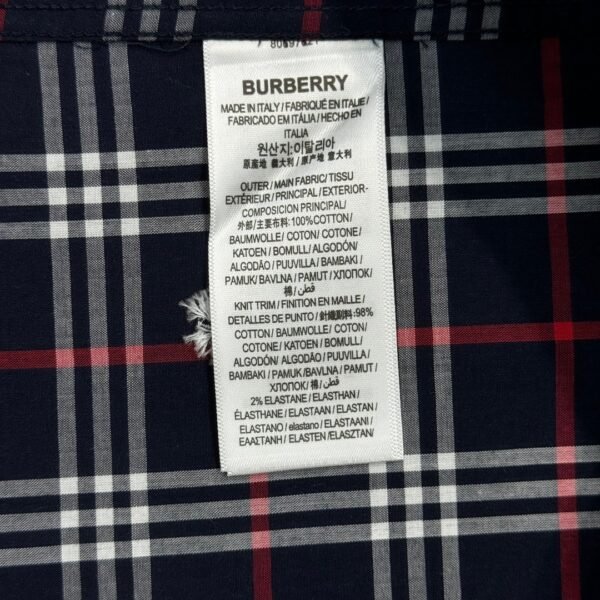 BURBERRY
MADE IN ITALY / FABRIQUÉ EN ITALIE /
FABRICADO EM ITÁLIA / HECHO EN
ITALIA
원산지:이탈리아
原産地 義大利 / 原产地 意大利
OUTER / MAIN FABRIC/ TISSU
EXTÉRIEUR / PRINCIPAL / EXTERIOR-
COMPOSICION PRINCIPAL/
外部/主要布料: 100%COTTON/
BAUMWOLLE/ COTON/ COTONE/
KATOEN / BOMULL/ ALGODÓN/
ALGODÃO / PUUVILLA / BAMBAKI /
PAMUK/ BAVLNA / PAMUT / ХЛОПОК/
棉/ قطن /
KNIT TRIM / FINITION EN MAILLE /
DETALLES DE PUNTO / 針織副料:98%
COTTON / BAUMWOLLE / COTON/
COTONE / KATOEN / BOMULL/
ALGODÓN/ ALGODÃO / PUUVILLA/
BAMBAKI / PAMUK/BAVLNA / PAMUT /
ХЛОПОК/ 棉/ قطن /
2% ELASTANE / ELASTHAN /
ÉLASTHANE / ELASTAAN / ELASTAN /
ELASTANO / elastano / ELASTAANI /
ΕΛΑΣΤΑΝΗ / ELASTEN /ELASZTÁN/